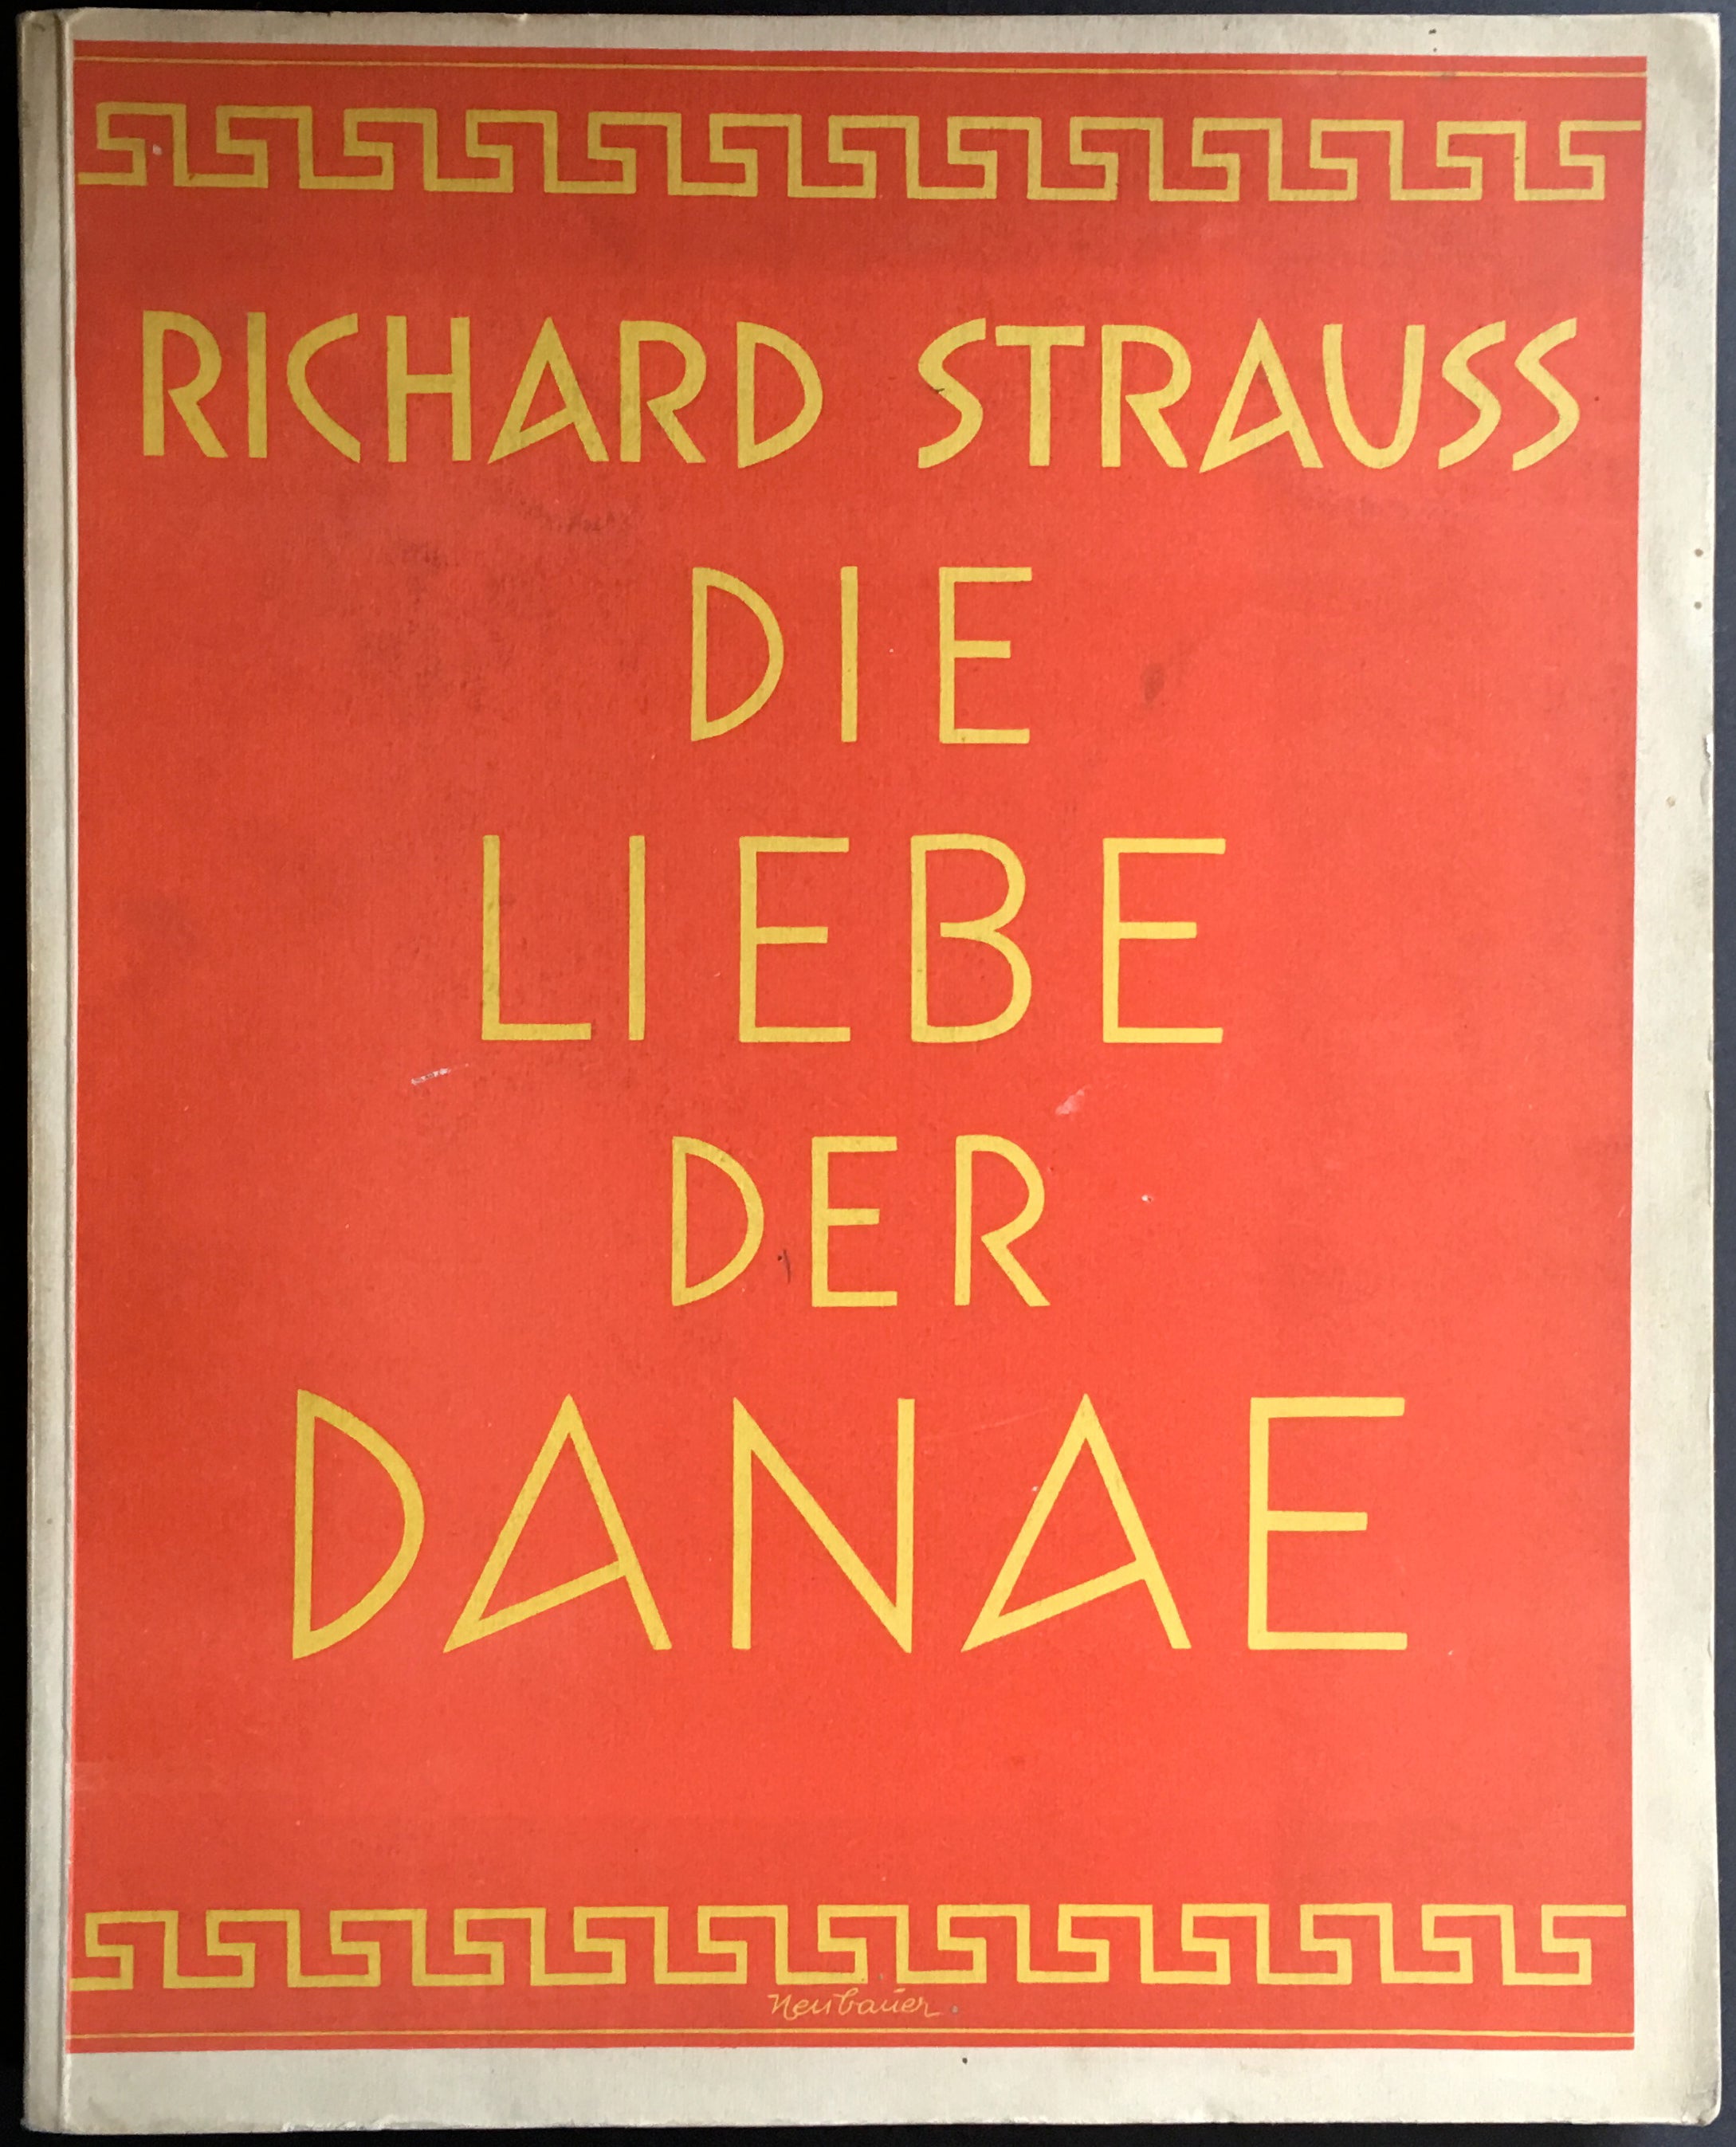 RICHARD STRAUSS
DIE
LIEBE
DER
DANAE
Neubauer